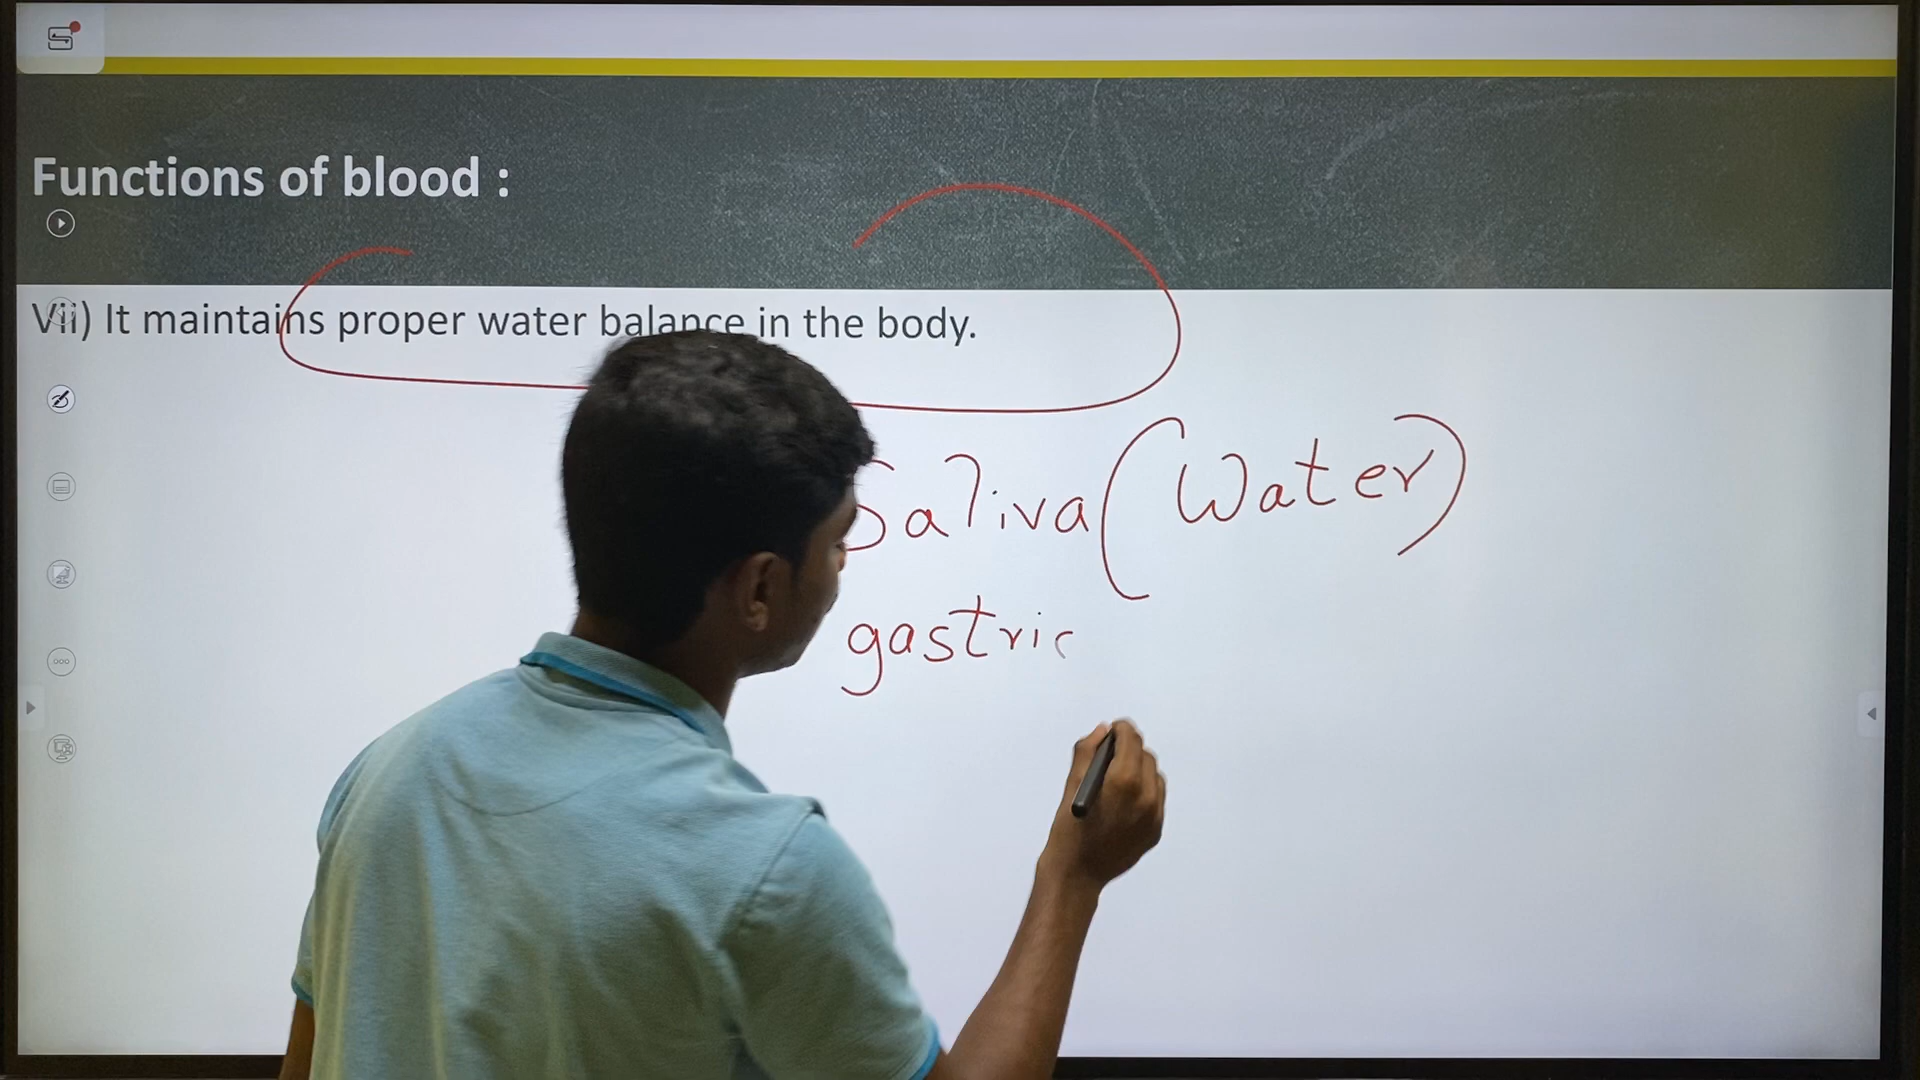 Functions of blood :
Vii) It maintains proper water balance in the body.
Saliva (Water)
gastric